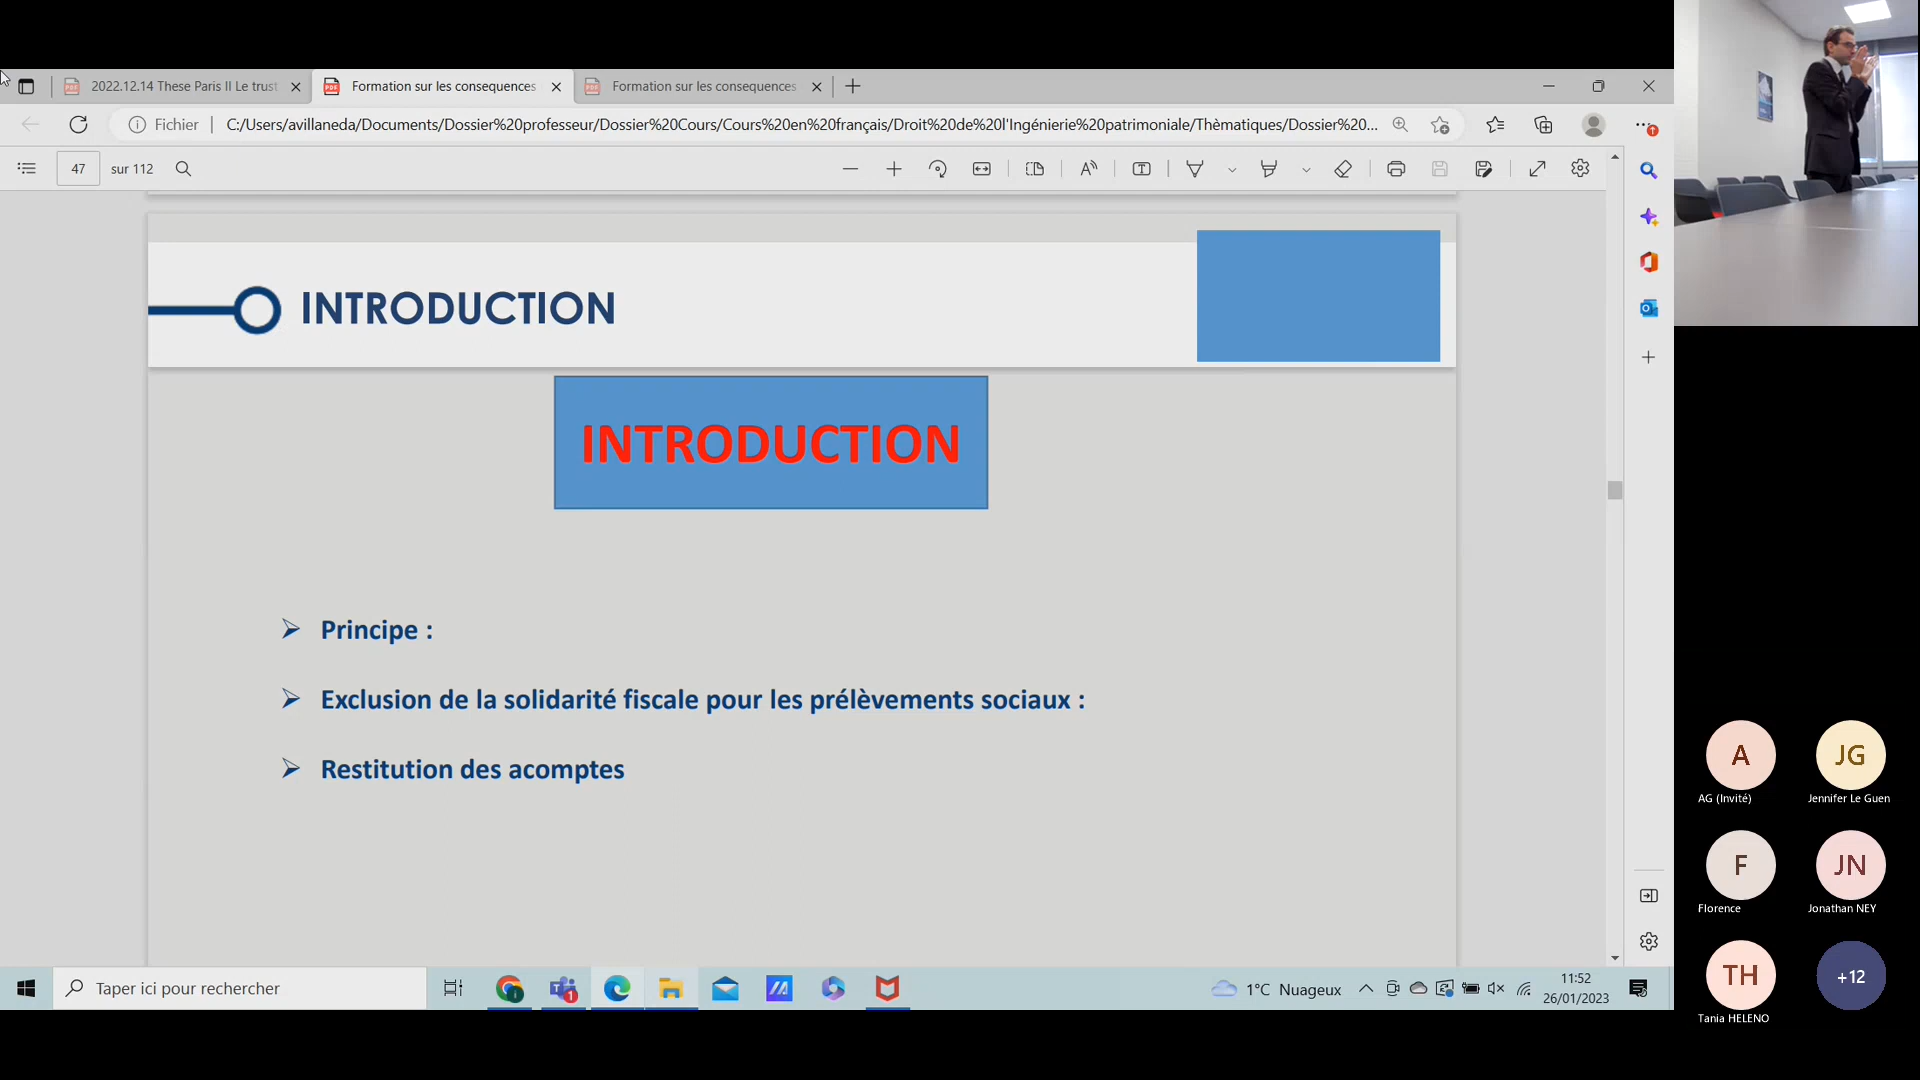 2022.12.14 These Paris II Le trust
Formation sur les consequences
Formation sur les consequences
Fichier
C:/Users/avillaneda/Documents/Dossier%20professeur/Dossier%20Cours/Cours%20en%20français/Droit%20de%20l'Ingénierie%20patrimoniale/Thèmatiques/Dossier%20...
47 sur 112
INTRODUCTION
INTRODUCTION
Principe :
Exclusion de la solidarité fiscale pour les prélèvements sociaux :
Restitution des acomptes
A
AG (Invité)
JG
Jennifer Le Guen
F
Florence
JN
Jonathan NEY
TH
Tania HELENO
+12
Taper ici pour rechercher
1
1°C Nuageux
11:52
26/01/2023